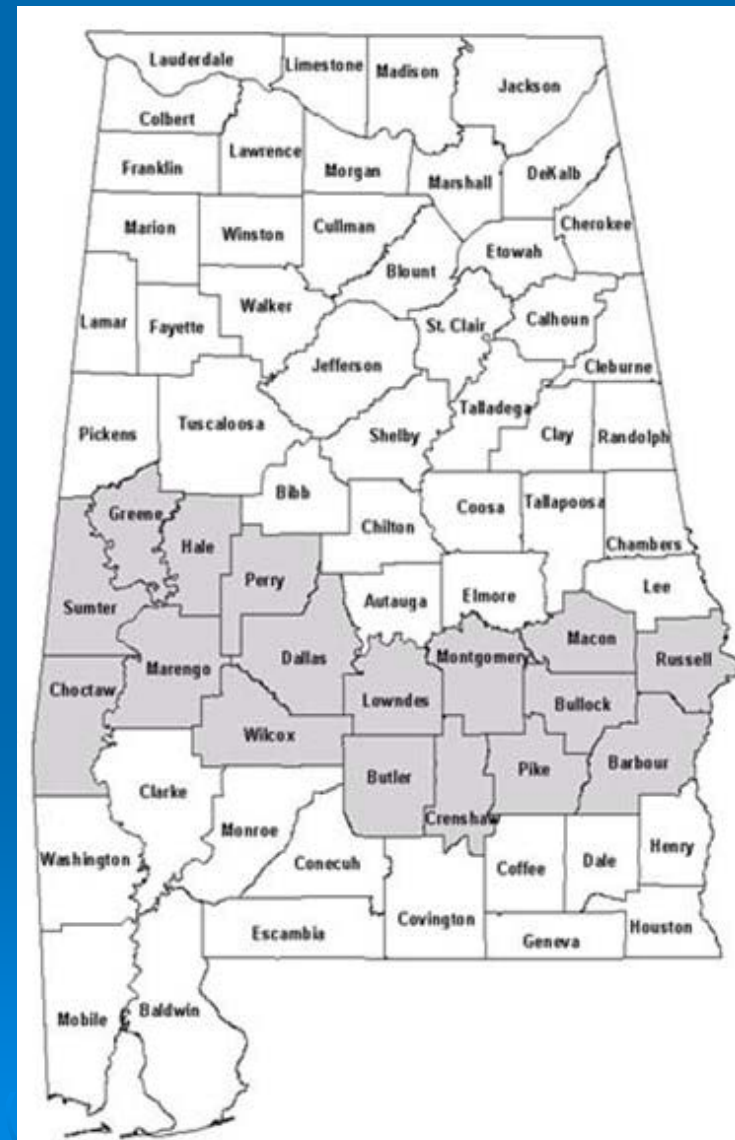 Lauderdale
Limestone
Madison
Jackson
Colbert
Lawrence
Franklin
Morgan
Marshall
DeKalb
Marion
Winston
Cullman
Cherokee
Blount
Etowah
Lamar
Fayette
Walker
St. Clair
Calhoun
Jefferson
Cleburne
Pickens
Tuscaloosa
Shelby
Talladega
Clay
Randolph
Bibb
Chilton
Coosa
Tallapoosa
Greene
Hale
Chambers
Sumter
Perry
Autauga
Elmore
Lee
Choctaw
Marengo
Dallas
Lowndes
Montgomery
Macon
Russell
Bullock
Wilcox
Clarke
Butler
Crenshaw
Pike
Barbour
Washington
Monroe
Conecuh
Coffee
Dale
Henry
Escambia
Covington
Geneva
Houston
Mobile
Baldwin